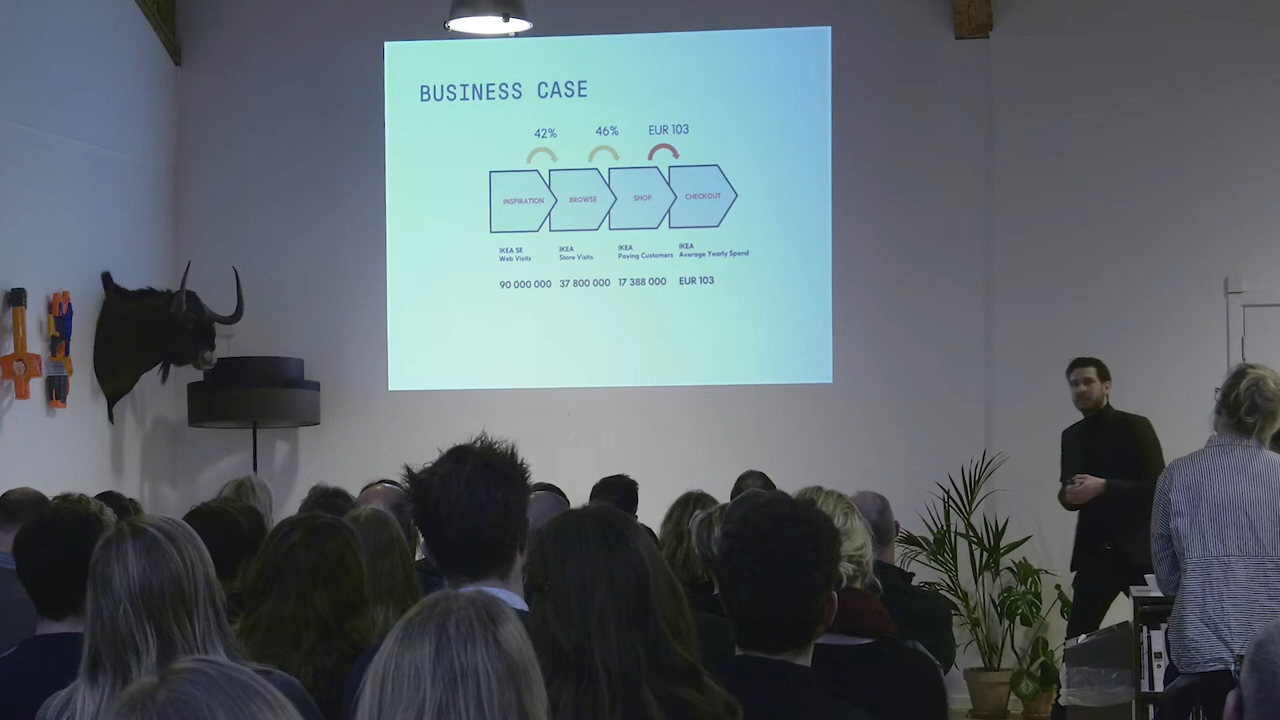 BUSINESS CASE
42% 46% EUR 103
INSPIRATION BROWSE SHOP CHECKOUT
IKEA SE IKEA IKEA IKEA
Web Visits Store Visits Paying Customers Average Yearly Spend
90 000 000 37 800 000 17 388 000 EUR 103